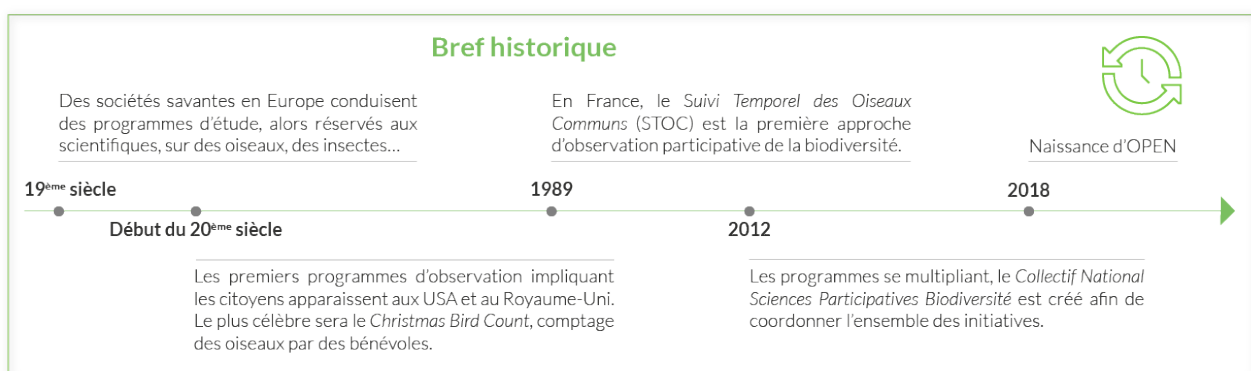 Bref historique
Des sociétés savantes en Europe conduisent
des programmes d'étude, alors réservés aux
scientifiques, sur des oiseaux, des insectes...
En France, le Suivi Temporel des Oiseaux
Communs (STOC) est la première approche
d'observation participative de la biodiversité.
Naissance d'OPEN
19ème siècle
1989
2018
Début du 20ème siècle
2012
Les premiers programmes d'observation impliquant
les citoyens apparaissent aux USA et au Royaume-Uni.
Le plus célèbre sera le Christmas Bird Count, comptage
des oiseaux par des bénévoles.
Les programmes se multipliant, le Collectif National
Sciences Participatives Biodiversité est créé afin de
coordonner l'ensemble des initiatives.